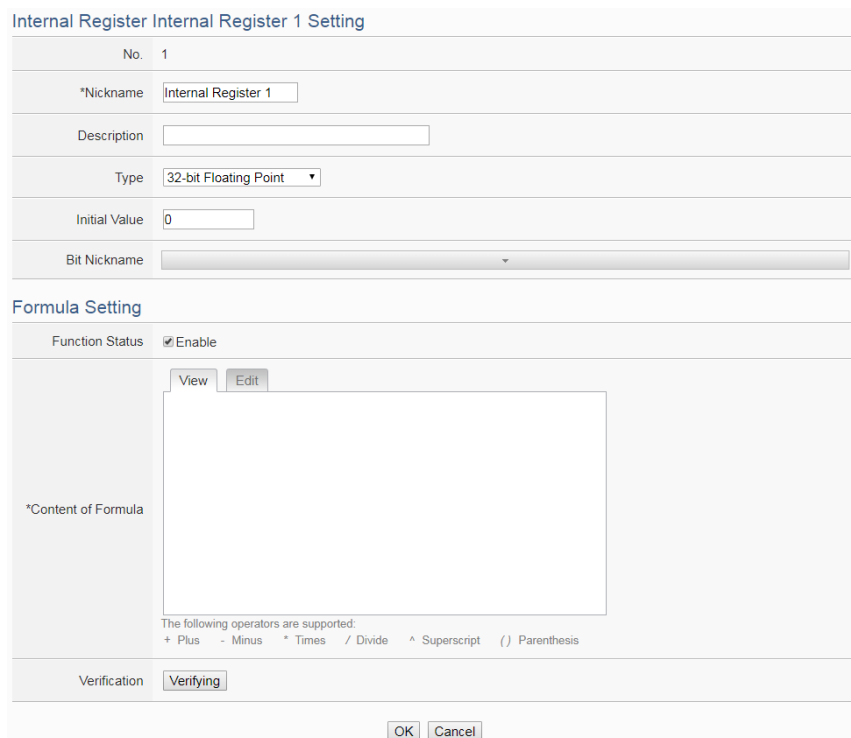 Internal Register Internal Register 1 Setting
No. 1
*Nickname Internal Register 1
Description
Type 32-bit Floating Point
Initial Value 0
Bit Nickname
Formula Setting
Function Status Enable
View Edit
*Content of Formula
The following operators are supported:
+ Plus - Minus * Times / Divide ^ Superscript ( ) Parenthesis
Verification Verifying
OK Cancel